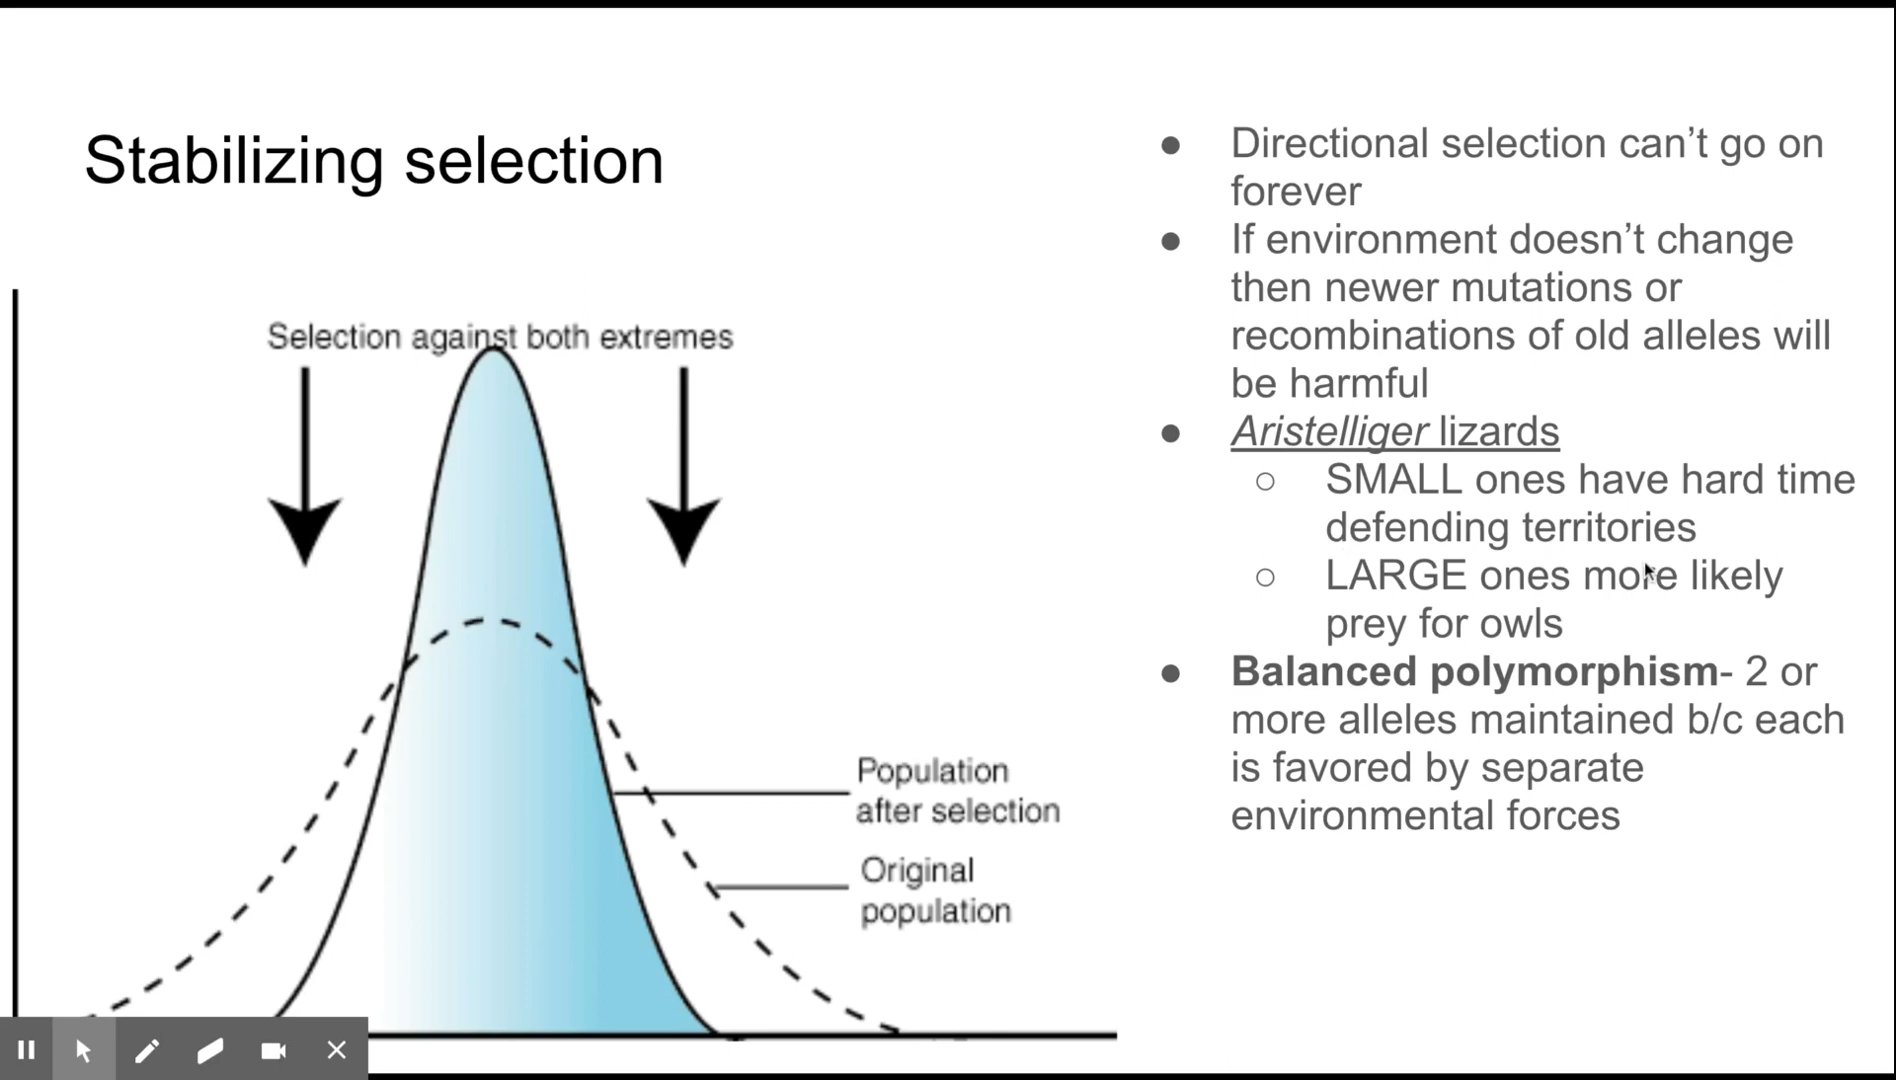 Stabilizing selection
Selection against both extremes
Population
after selection
Original
population
● Directional selection can’t go on
forever
● If environment doesn’t change
then newer mutations or
recombinations of old alleles will
be harmful
● Aristelliger lizards
○ SMALL ones have hard time
defending territories
○ LARGE ones more likely
prey for owls
● Balanced polymorphism- 2 or
more alleles maintained b/c each
is favored by separate
environmental forces